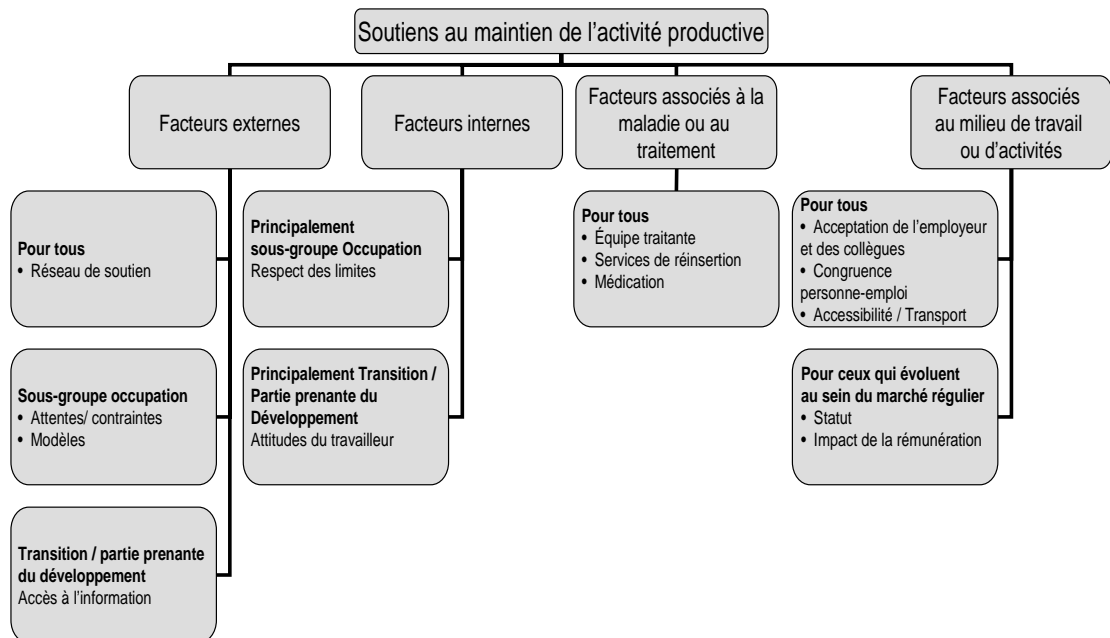 Soutiens au maintien de l'activité productive
Facteurs externes
Facteurs internes
Facteurs associés à la
maladie ou au
traitement
Facteurs associés
au milieu de travail
ou d'activités
Pour tous
• Réseau de soutien
Sous-groupe occupation
• Attentes/ contraintes
• Modèles
Transition / partie prenante
du développement
Accès à l'information
Principalement
sous-groupe Occupation
Respect des limites
Principalement Transition /
Partie prenante du
Développement
Attitudes du travailleur
Pour tous
• Équipe traitante
• Services de réinsertion
• Médication
Pour tous
• Acceptation de l'employeur
et des collègues
• Congruence
personne-emploi
• Accessibilité / Transport
Pour ceux qui évoluent
au sein du marché régulier
• Statut
• Impact de la rémunération